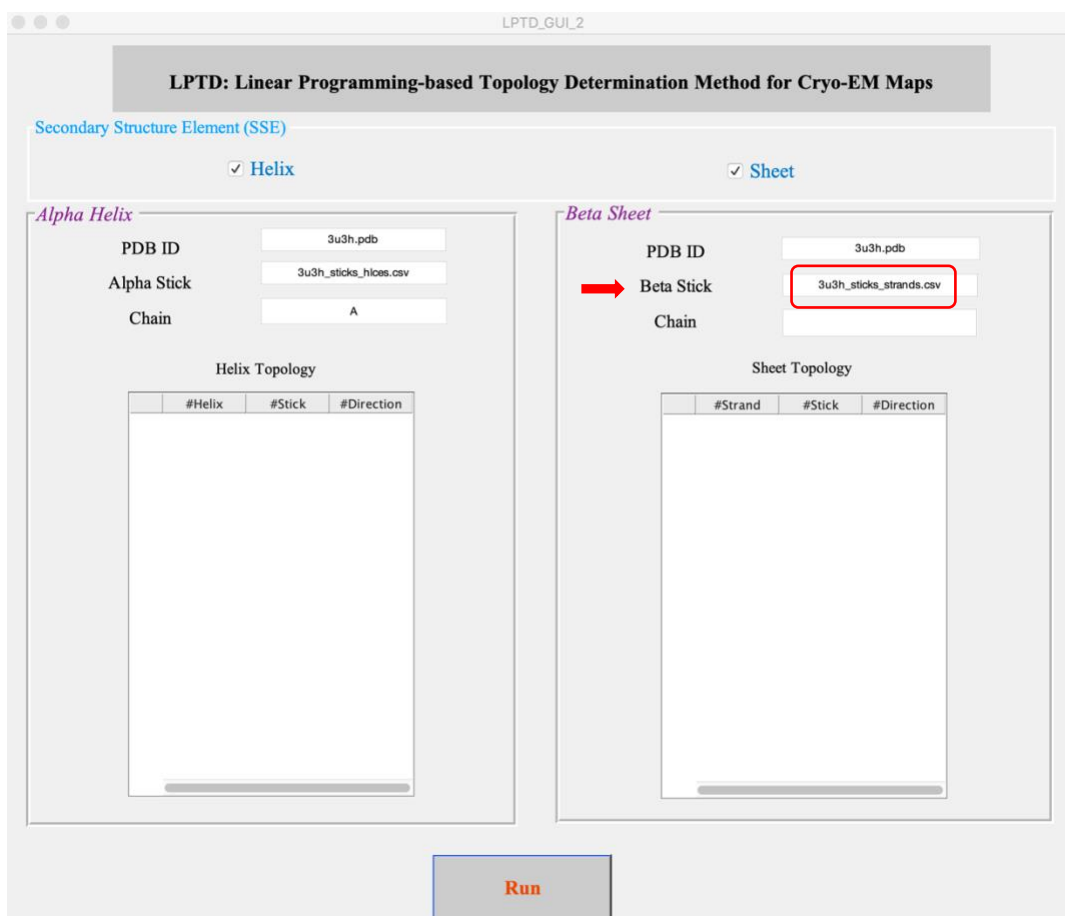 LPTD_GUI_2
LPTD: Linear Programming-based Topology Determination Method for Cryo-EM Maps
Secondary Structure Element (SSE)
Helix
Sheet
Alpha Helix
PDB ID
3u3h.pdb
Alpha Stick
3u3h_sticks_hlces.csv
Chain
A
Helix Topology
#Helix #Stick #Direction
Beta Sheet
PDB ID
3u3h.pdb
Beta Stick
3u3h_sticks_strands.csv
Chain
Sheet Topology
#Strand #Stick #Direction
Run